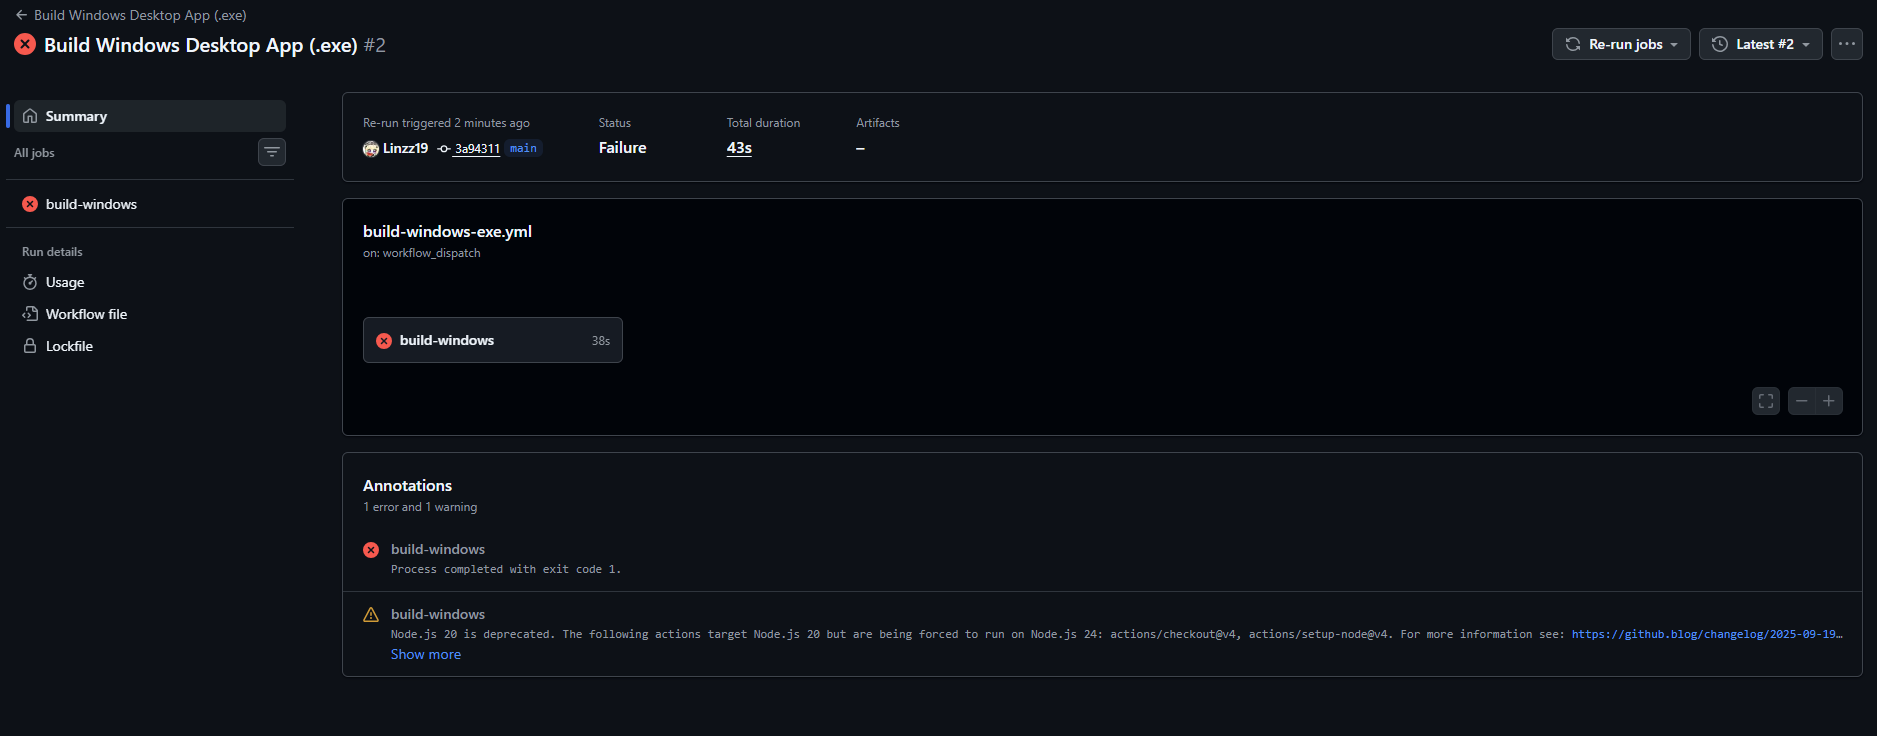 Build Windows Desktop App (.exe)
Build Windows Desktop App (.exe) #2
Re-run jobs
Latest #2
Summary
All jobs
build-windows
Run details
Usage
Workflow file
Lockfile
Re-run triggered 2 minutes ago
Linzz19 3a94311 main
Status
Failure
Total duration
43s
Artifacts
–
build-windows-exe.yml
on: workflow_dispatch
build-windows 38s
Annotations
1 error and 1 warning
build-windows
Process completed with exit code 1.
build-windows
Node.js 20 is deprecated. The following actions target Node.js 20 but are being forced to run on Node.js 24: actions/checkout@v4, actions/setup-node@v4. For more information see: https://github.blog/changelog/2025-09-19…
Show more